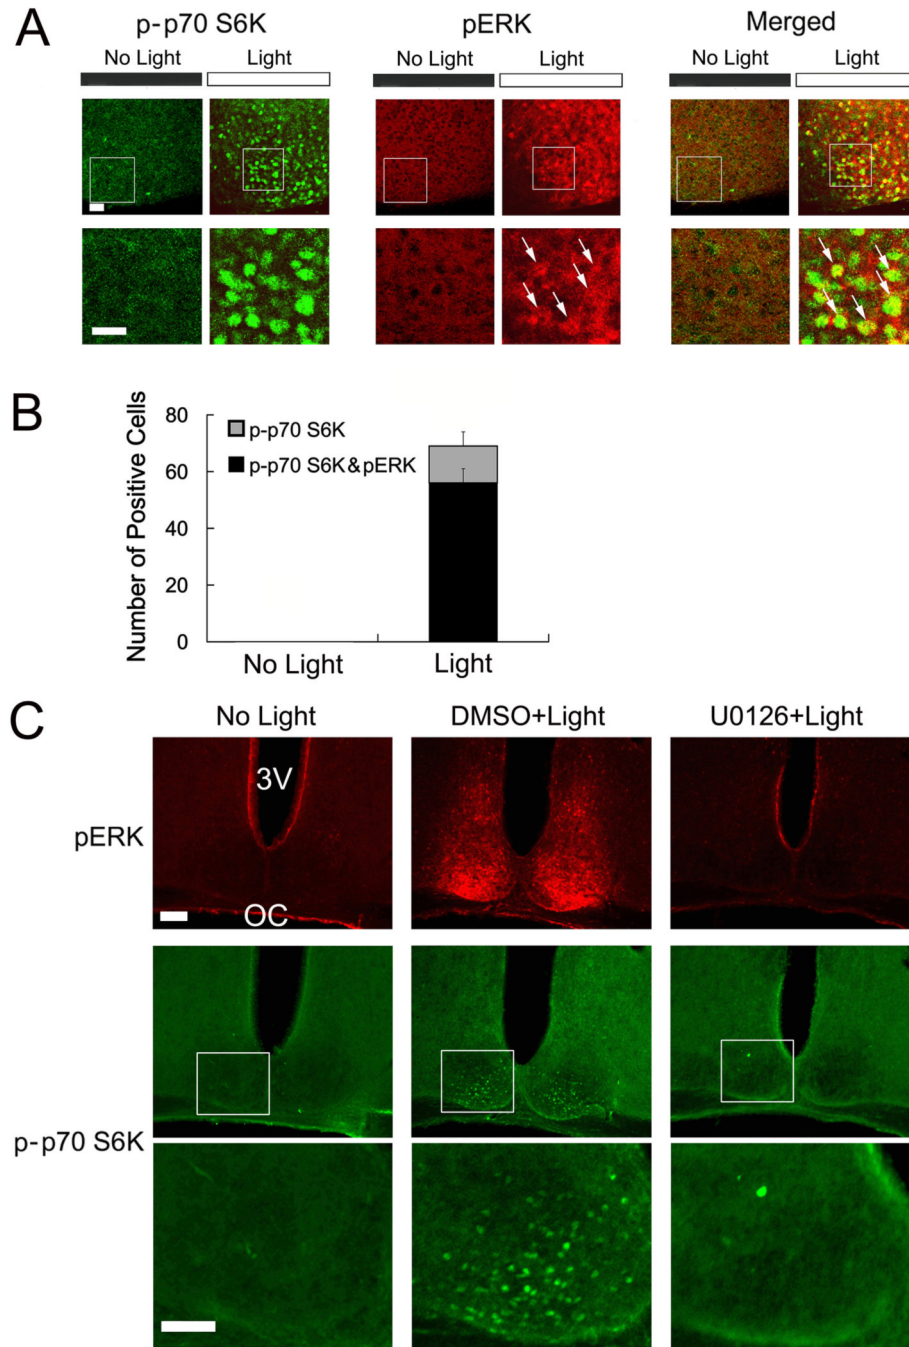 A
p-p70 S6K pERK Merged
No Light Light No Light Light No Light Light
B
Number of Positive Cells
80
60
40
20
0
p-p70 S6K
p-p70 S6K&pERK
No Light Light
C
No Light DMSO+Light U0126+Light
pERK
3V
OC
p-p70 S6K